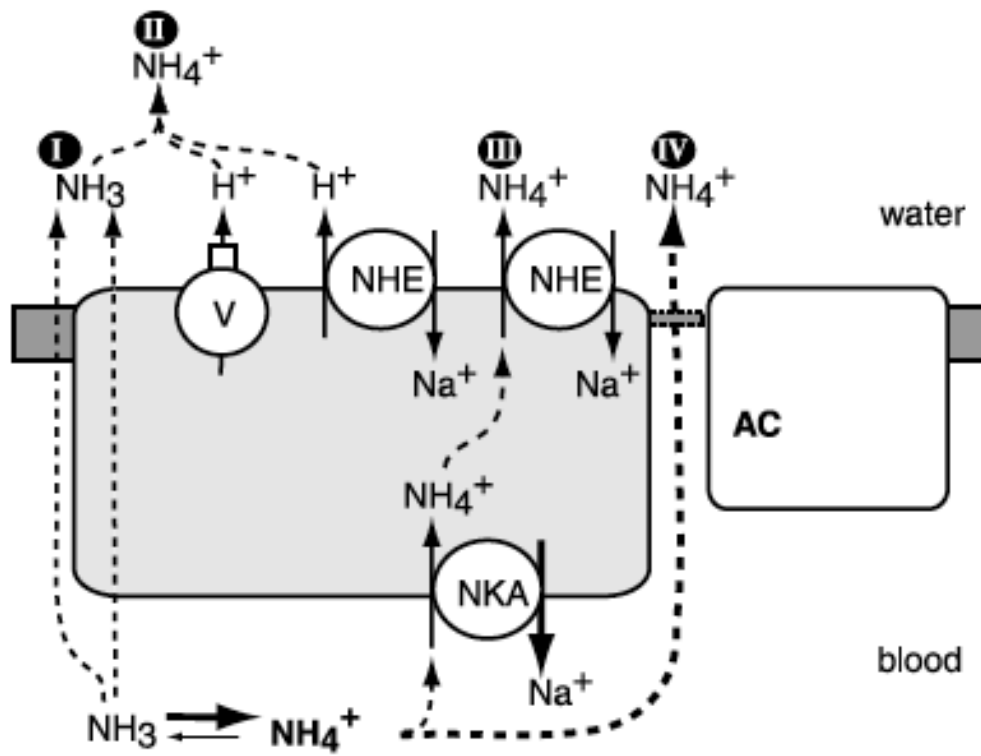 II
NH4+
I III IV
NH3 H+ H+ NH4+ NH4+
water
V NHE NHE
Na+ Na+
AC
NH4+
NKA
blood
Na+
NH3 NH4+